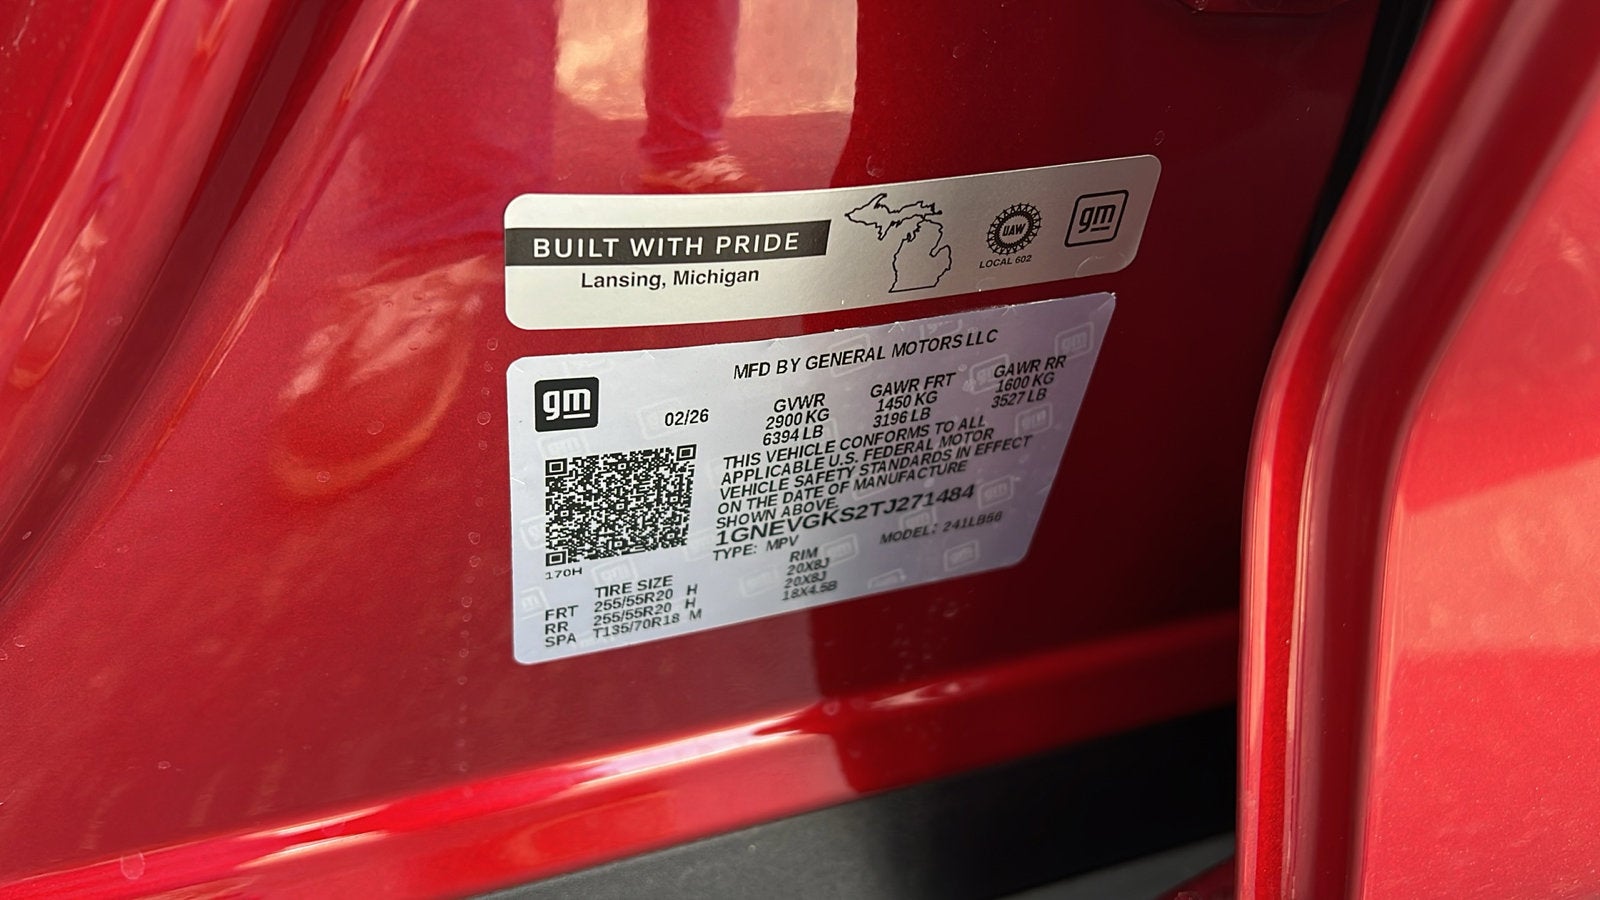 BUILT WITH PRIDE
Lansing, Michigan
UAW
LOCAL 602
gm
MFD BY GENERAL MOTORS LLC
gm
02/26
GVWR
2900 KG
6394 LB
GAWR FRT
1450 KG
3196 LB
GAWR RR
1600 KG
3527 LB
THIS VEHICLE CONFORMS TO ALL
APPLICABLE U.S. FEDERAL MOTOR
VEHICLE SAFETY STANDARDS IN EFFECT
ON THE DATE OF MANUFACTURE
SHOWN ABOVE.
1GNEVGKS2TJ271484
TYPE: MPV
MODEL: 241LB56
170H
TIRE SIZE
RIM
FRT 255/55R20 H 20X8J
RR 255/55R20 H 20X8J
SPA T135/70R18 M 18X4.5B